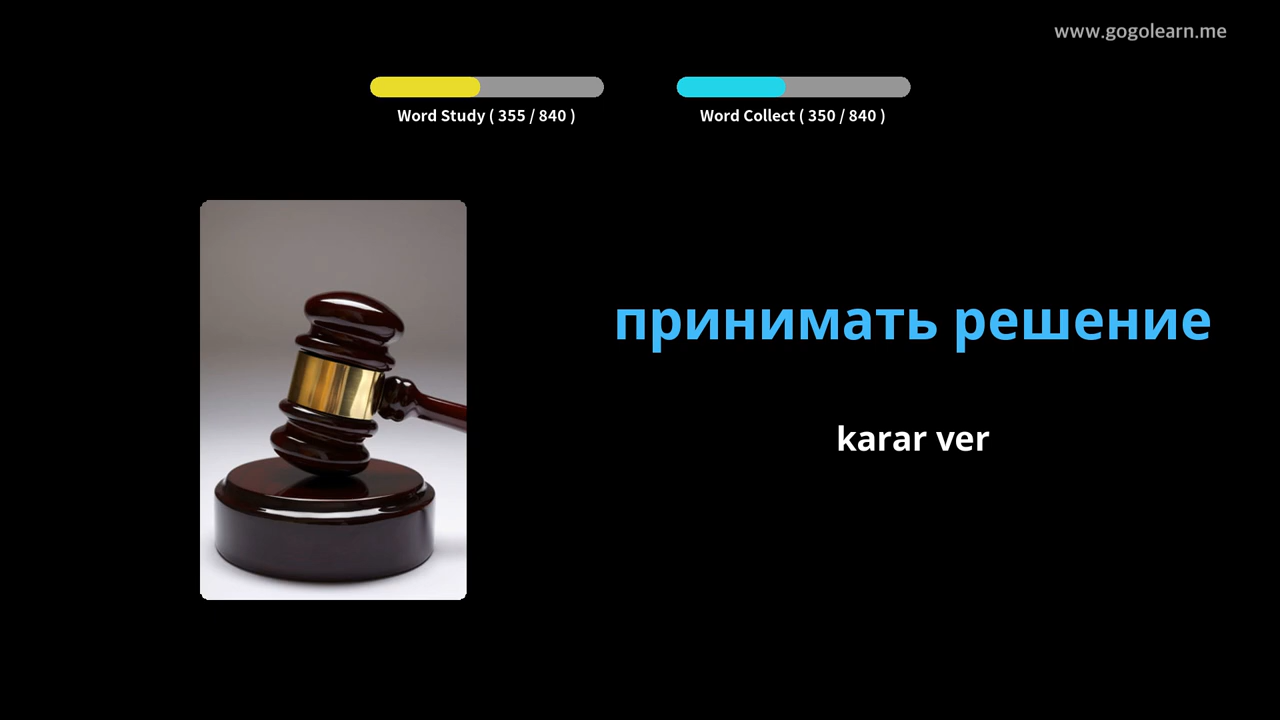 www.gogolearn.me
Word Study ( 355 / 840 )
Word Collect ( 350 / 840 )
принимать решение
karar ver